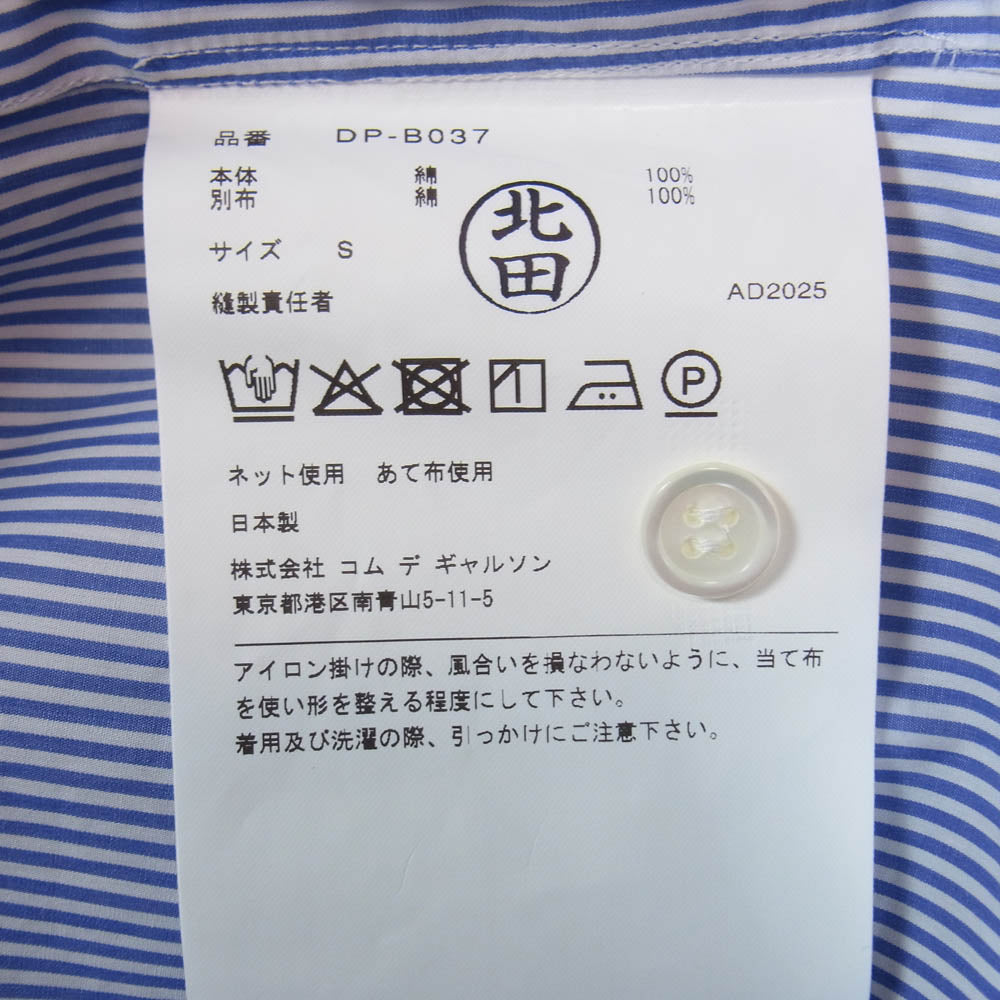 品番 DP-B037
本体 綿 100%
別布 綿 100%
サイズ S
北田
縫製責任者
AD2025
P
ネット使用 あて布使用
日本製
株式会社 コム デ ギャルソン
東京都港区南青山5-11-5
アイロン掛けの際、風合いを損なわないように、当て布
を使い形を整える程度にして下さい。
着用及び洗濯の際、引っかけにご注意下さい。